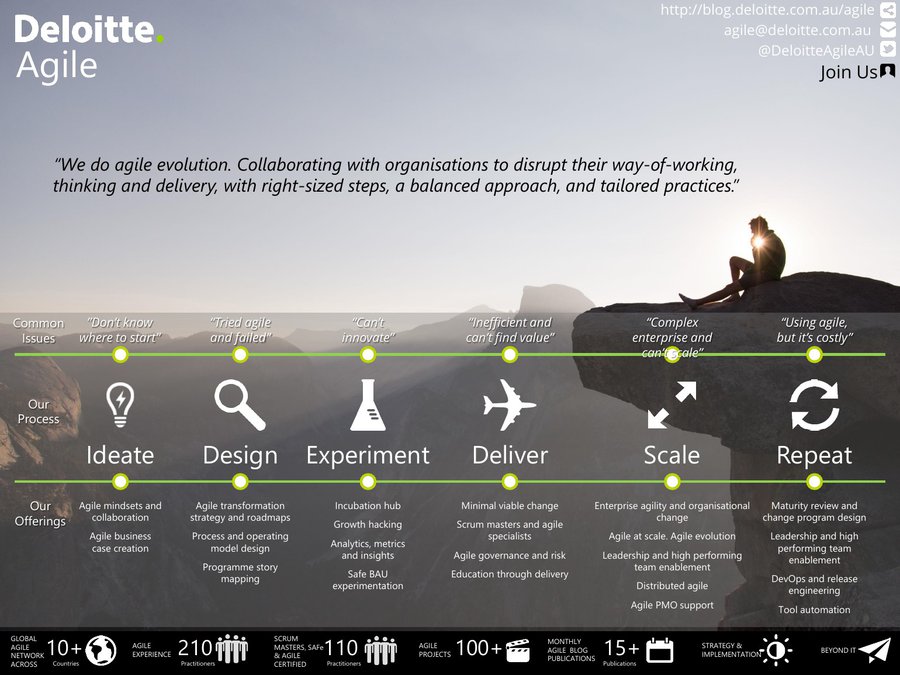 Deloitte.
Agile
http://blog.deloitte.com.au/agile
agile@deloitte.com.au
@DeloitteAgileAU
Join Us
“We do agile evolution. Collaborating with organisations to disrupt their way-of-working,
thinking and delivery, with right-sized steps, a balanced approach, and tailored practices.”
Common
Issues
“Don’t know
where to start”
“Tried agile
and failed”
“Can’t
innovate”
“Inefficient and
can’t find value”
“Complex
enterprise and
can’t scale”
“Using agile,
but it’s costly”
Our
Process
Ideate
Design
Experiment
Deliver
Scale
Repeat
Our
Offerings
Agile mindsets and
collaboration
Agile business
case creation
Agile transformation
strategy and roadmaps
Process and operating
model design
Programme story
mapping
Incubation hub
Growth hacking
Analytics, metrics
and insights
Safe BAU
experimentation
Minimal viable change
Scrum masters and agile
specialists
Agile governance and risk
Education through delivery
Enterprise agility and organisational
change
Agile at scale. Agile evolution
Leadership and high performing
team enablement
Distributed agile
Agile PMO support
Maturity review and
change program design
Leadership and high
performing team
enablement
DevOps and release
engineering
Tool automation
GLOBAL
AGILE
NETWORK
ACROSS
10+
Countries
AGILE
EXPERIENCE
210
Practitioners
SCRUM
MASTERS, SAFe
& AGILE
CERTIFIED
110
Practitioners
AGILE
PROJECTS
100+
MONTHLY
AGILE BLOG
PUBLICATIONS
15+
Publications
STRATEGY &
IMPLEMENTATION
BEYOND IT